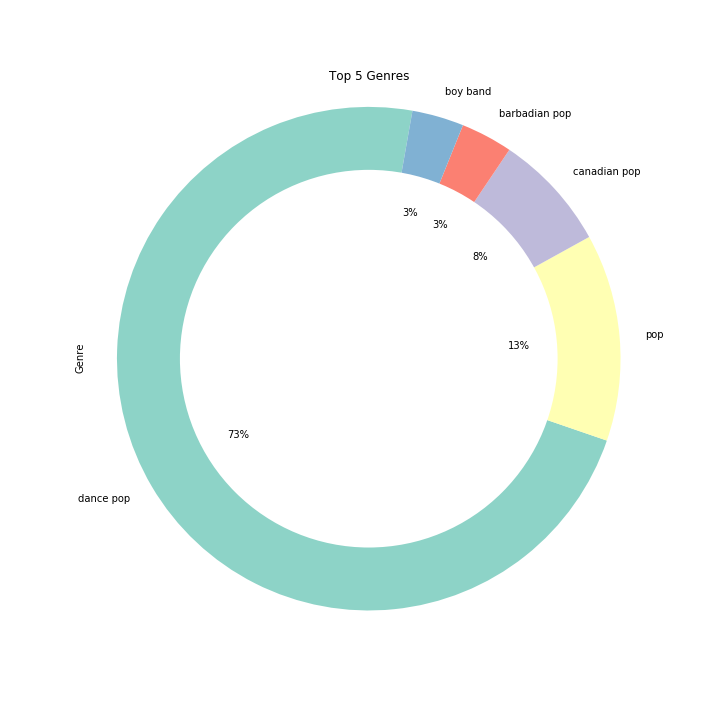 Top 5 Genres
boy band
barbadian pop
canadian pop
3%
3%
8%
pop
13%
Genre
73%
dance pop